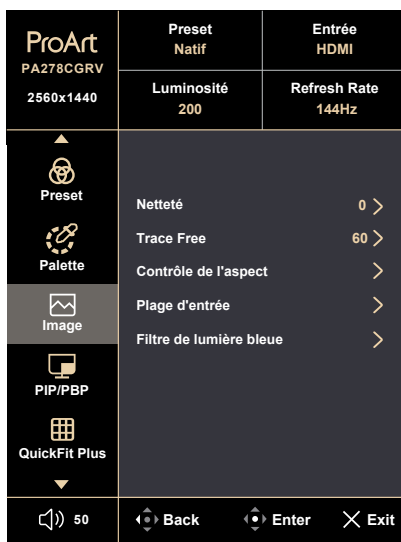 ProArt
PA278CGRV
2560x1440
Preset
Natif
Entrée
HDMI
Luminosité
200
Refresh Rate
144Hz
Preset
Palette
Image
PIP/PBP
QuickFit Plus
Netteté 0
Trace Free 60
Contrôle de l'aspect
Plage d'entrée
Filtre de lumière bleue
50
Back
Enter
Exit